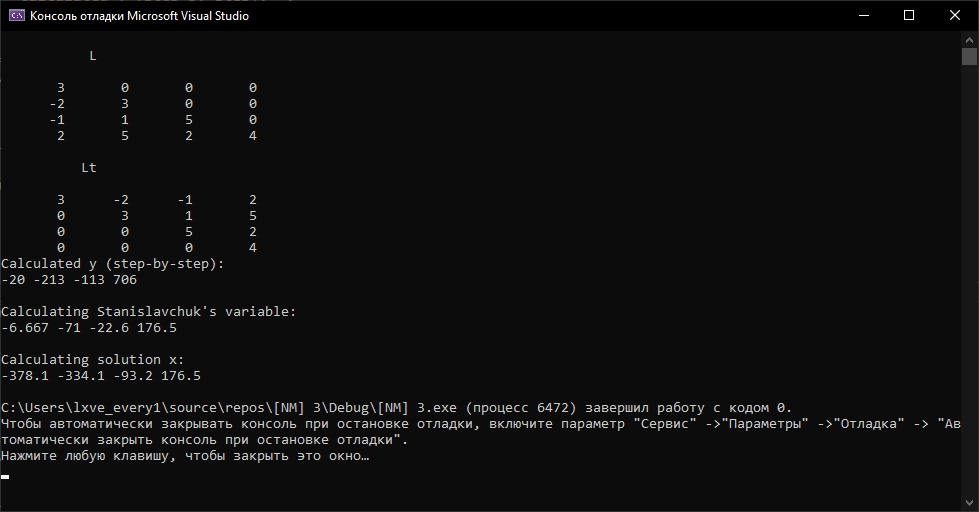 Консоль отладки Microsoft Visual Studio
L
3 0 0 0
-2 3 0 0
-1 1 5 0
2 5 2 4
Lt
3 -2 -1 2
0 3 1 5
0 0 5 2
0 0 0 4
Calculated y (step-by-step):
-20 -213 -113 706
Calculating Stanislavchuk's variable:
-6.667 -71 -22.6 176.5
Calculating solution x:
-378.1 -334.1 -93.2 176.5
C:\Users\lxve_every1\source\repos\[NM] 3\Debug\[NM] 3.exe (процесс 6472) завершил работу с кодом 0.
Чтобы автоматически закрывать консоль при остановке отладки, включите параметр "Сервис" ->"Параметры" ->"Отладка" -> "Ав
томатически закрыть консоль при остановке отладки".
Нажмите любую клавишу, чтобы закрыть это окно…